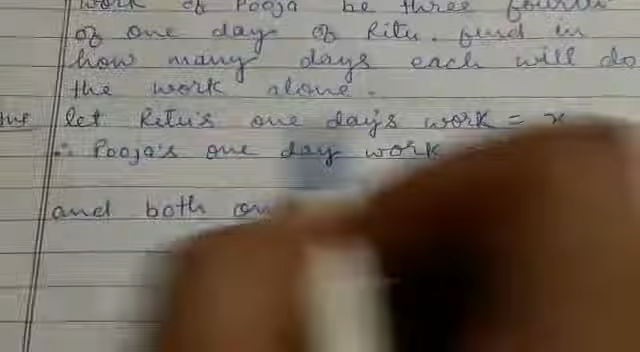 work of Pooja be three fourth
of one day of Ritu. find in
how many days each will do
the work alone.
let Ritu's one day's work = x
∴ Pooja's one day work
and both on